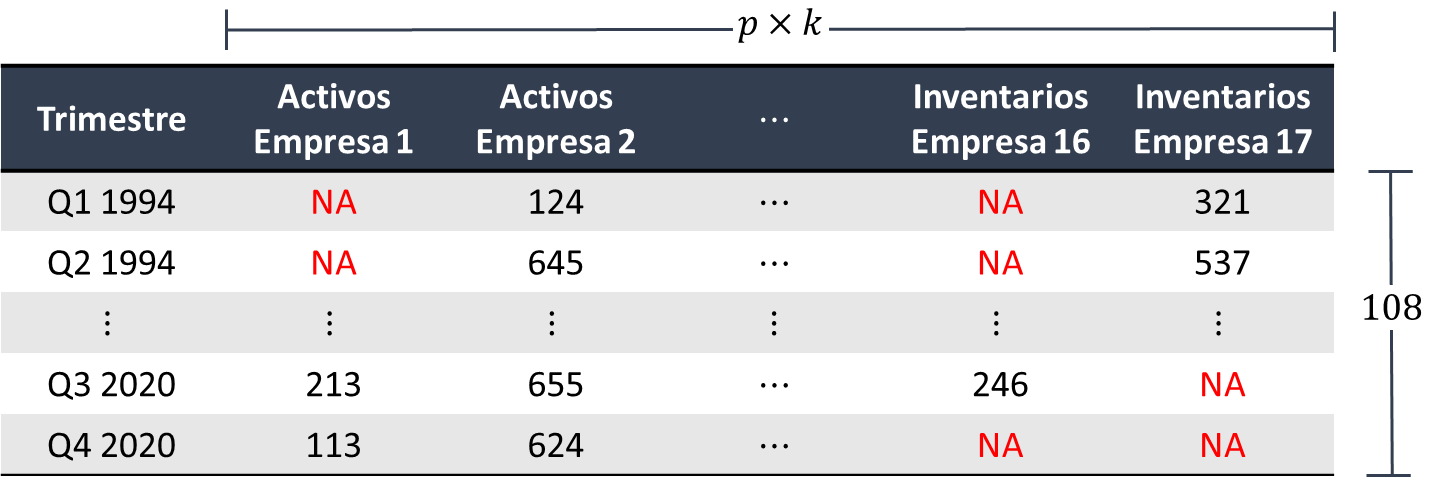 p × k
Trimestre Activos Empresa 1 Activos Empresa 2 ⋯ Inventarios Empresa 16 Inventarios Empresa 17
Q1 1994 NA 124 ⋯ NA 321
Q2 1994 NA 645 ⋯ NA 537
⋮ ⋮ ⋮ ⋮ ⋮ ⋮
108
Q3 2020 213 655 ⋯ 246 NA
Q4 2020 113 624 ⋯ NA NA